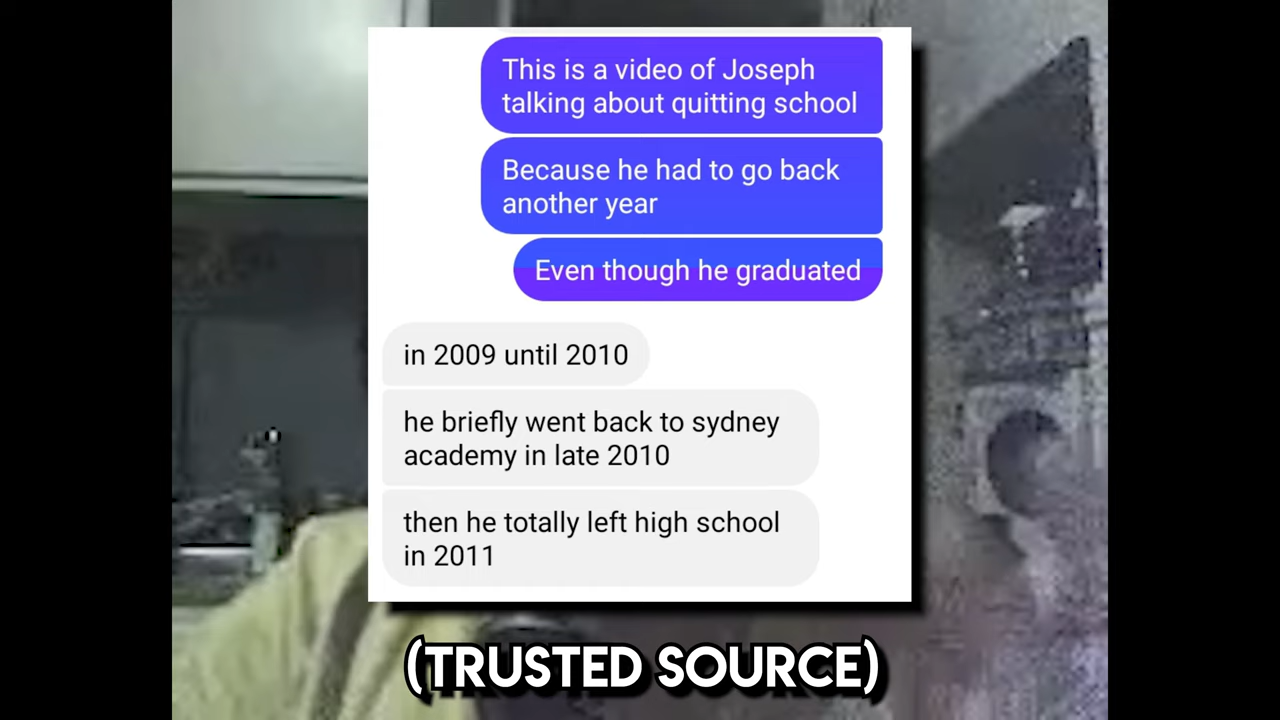 This is a video of Joseph
talking about quitting school
Because he had to go back
another year
Even though he graduated
in 2009 until 2010
he briefly went back to sydney
academy in late 2010
then he totally left high school
in 2011
(TRUSTED SOURCE)